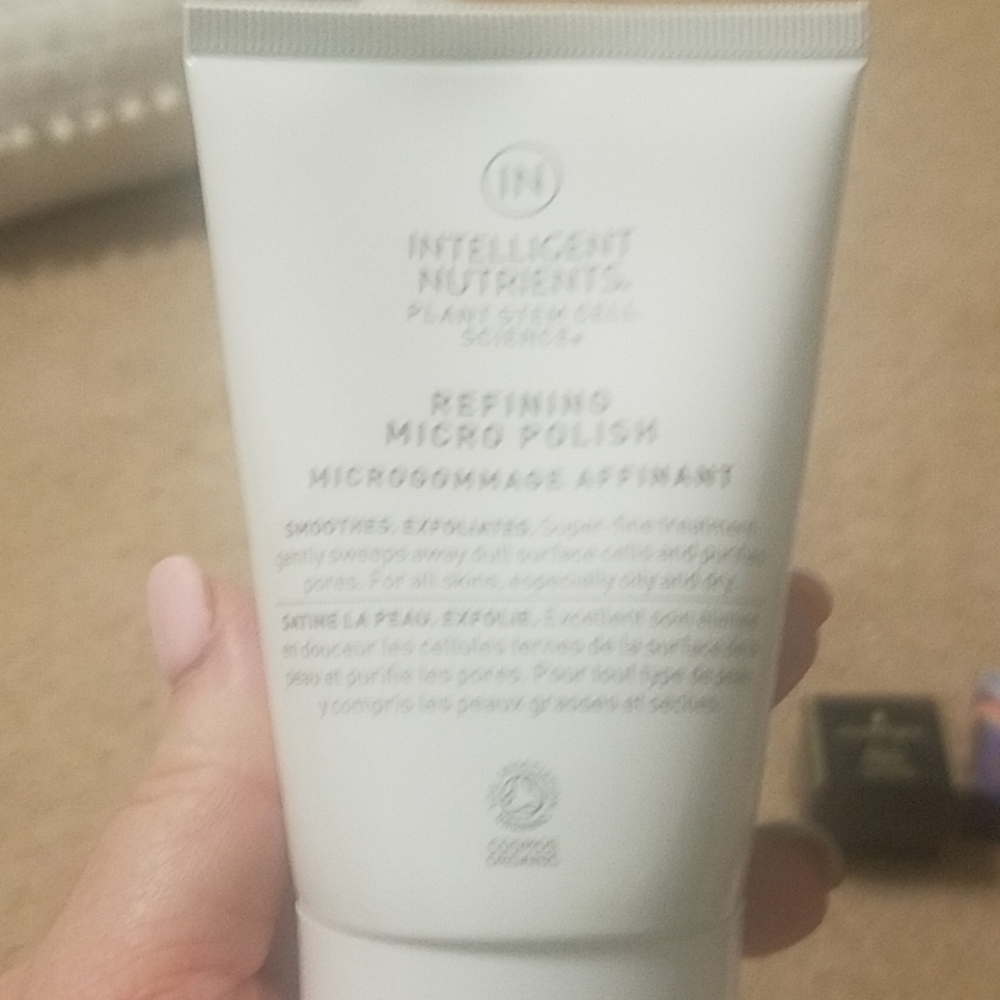 IN
INTELLIGENT
NUTRIENTS®
PLANT STEM CELL
SCIENCE
REFINING
MICRO POLISH
MICROGOMMAGE AFFINANT
SMOOTHES. EXFOLIATES. Super-fine treatment
gently sweeps away dull surface cells and purifies
pores. For all skins, especially oily and dry.
SATINE LA PEAU. EXFOLIE. Excellent soin élimine
en douceur les cellules ternes de la surface de la
peau et purifie les pores. Pour tout type de peau
y compris les peaux grasses et sèches.
COSMOS
ORGANIC